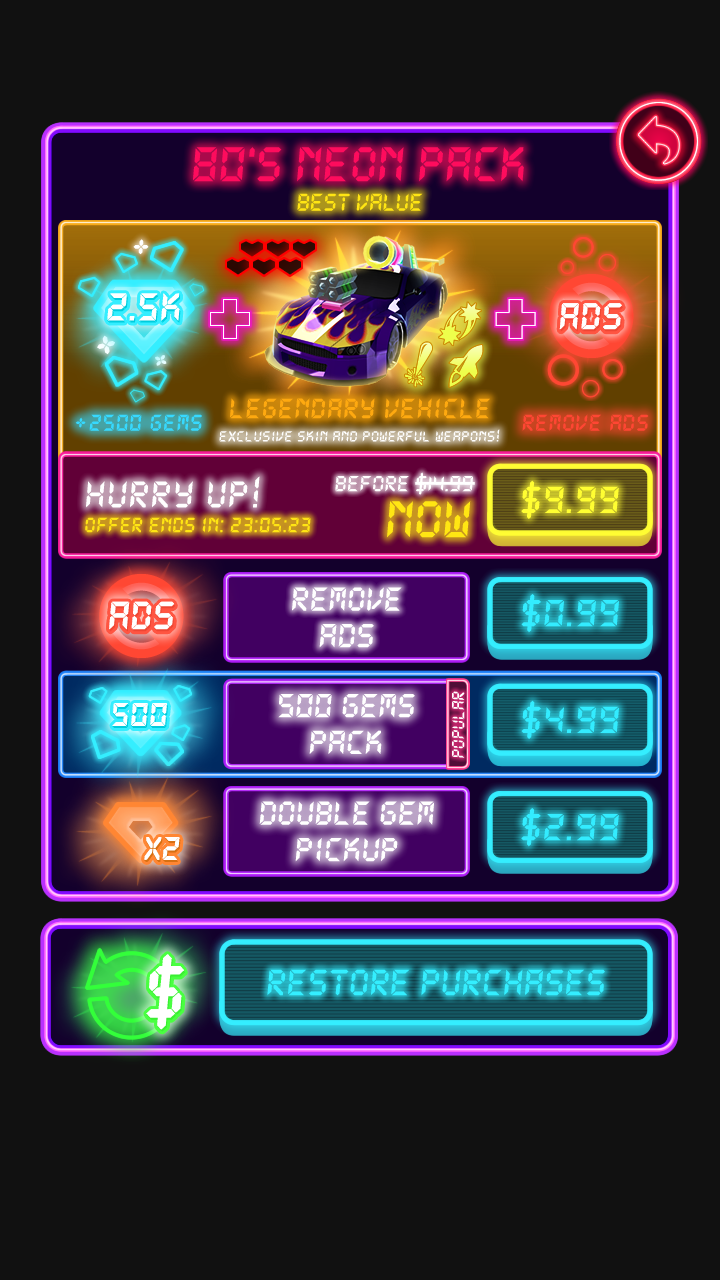 80'S NEON PACK
BEST VALUE
2.5K
ADS
+2500 GEMS
LEGENDARY VEHICLE
REMOVE ADS
EXCLUSIVE SKIN AND POWERFUL WEAPONS!
HURRY UP!
OFFER ENDS IN: 23:05:23
BEFORE $14.99
NOW
$9.99
ADS
REMOVE
ADS
$0.99
500
500 GEMS
PACK
POPULAR
$4.99
X2
DOUBLE GEM
PICKUP
$2.99
$
RESTORE PURCHASES